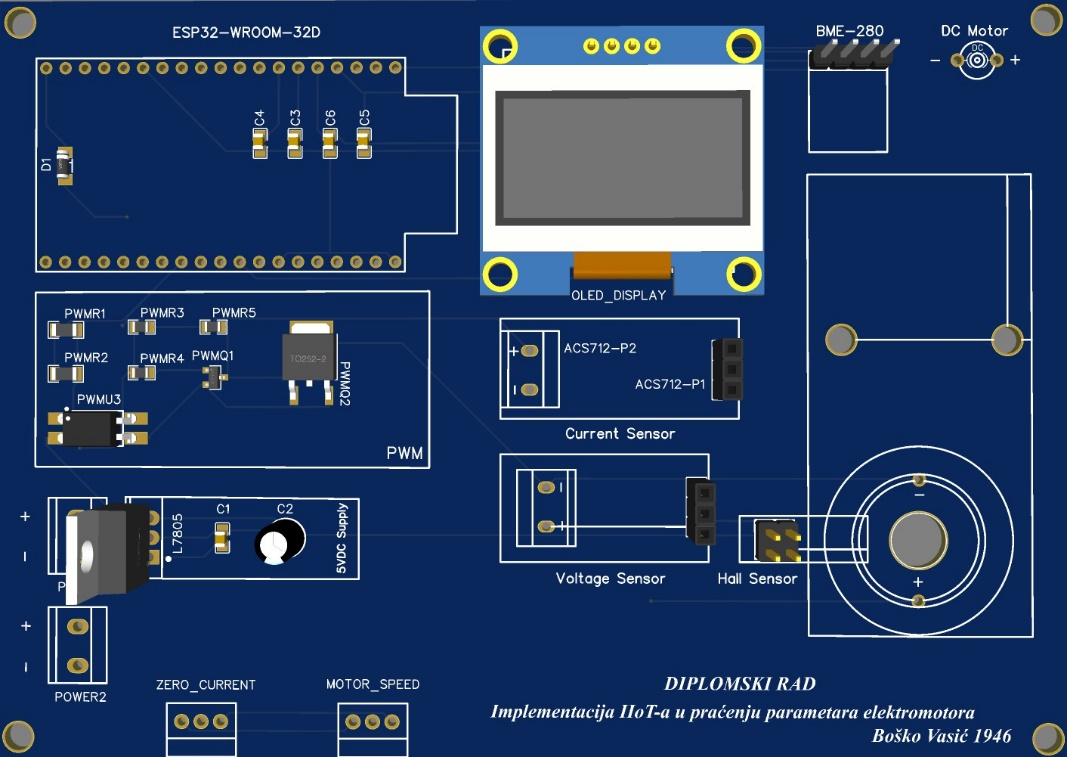 ESP32-WROOM-32D
BME-280
DC Motor
DC
- +
C4
C3
C6
C5
D1
OLED_DISPLAY
PWMR1
PWMR3
PWMR5
PWMR2
PWMR4
PWMQ1
TO252-2
PWMQ2
PWMU3
PWM
+
-
ACS712-P2
ACS712-P1
Current Sensor
-
+
Voltage Sensor
Hall Sensor
-
+
+
-
P
L7805
C1
C2
5VDC Supply
+
-
POWER2
ZERO_CURRENT
MOTOR_SPEED
DIPLOMSKI RAD
Implementacija IIoT-a u praćenju parametara elektromotora
Boško Vasić 1946